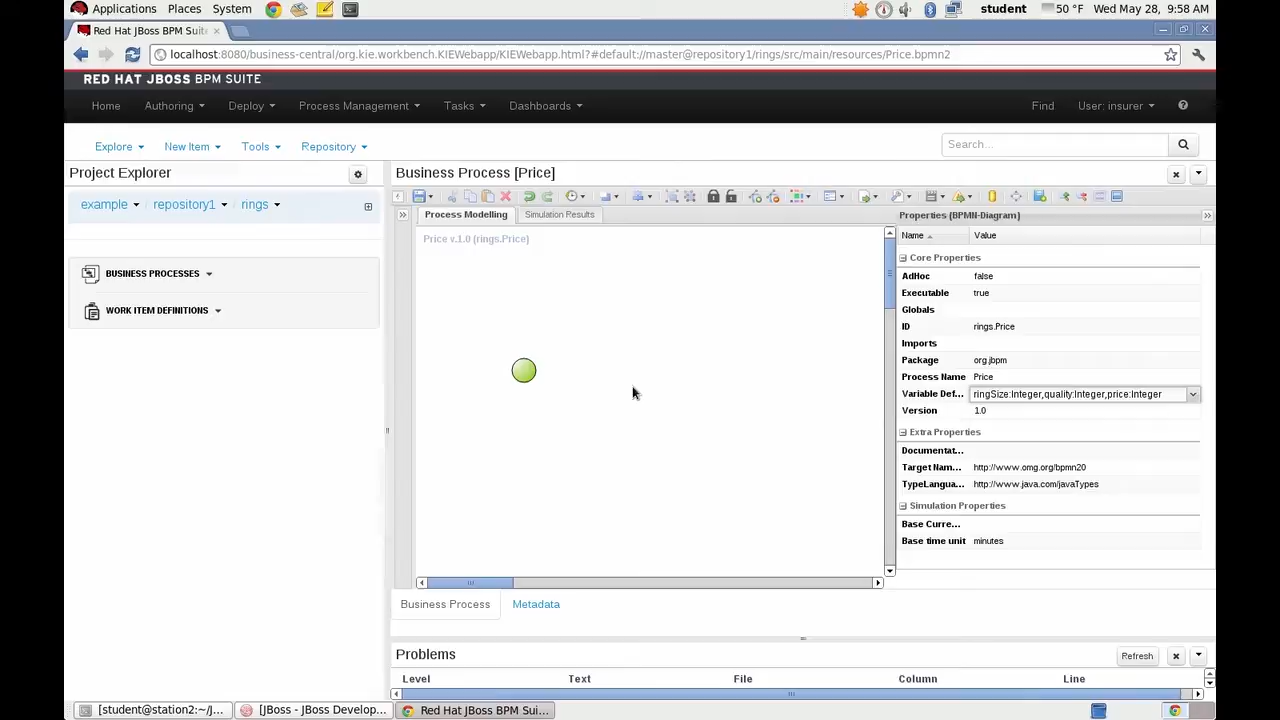 Applications Places System student 50 °F Wed May 28, 9:58 AM
Red Hat JBoss BPM Suite
localhost:8080/business-central/org.kie.workbench.KIEWebapp/KIEWebapp.html?#default://master@repository1/rings/src/main/resources/Price.bpmn2
RED HAT JBOSS BPM SUITE
Home Authoring Deploy Process Management Tasks Dashboards Find User: insurer
Explore New Item Tools Repository Search...
Project Explorer
example repository1 rings
BUSINESS PROCESSES
WORK ITEM DEFINITIONS
Business Process [Price]
Process Modelling Simulation Results
Price v.1.0 (rings.Price)
Properties (BPMN-Diagram)
Name Value
Core Properties
AdHoc false
Executable true
Globals
ID rings.Price
Imports
Package org.jbpm
Process Name Price
Variable Def... ringSize:Integer,quality:Integer,price:Integer
Version 1.0
Extra Properties
Documentat...
Target Nam... http://www.omg.org/bpmn20
TypeLangua... http://www.java.com/javaTypes
Simulation Properties
Base Curre...
Base time unit minutes
Business Process Metadata
Problems Refresh
Level Text File Column Line
[student@station2:~/j... [JBoss - JBoss Develop... Red Hat JBoss BPM Sui...